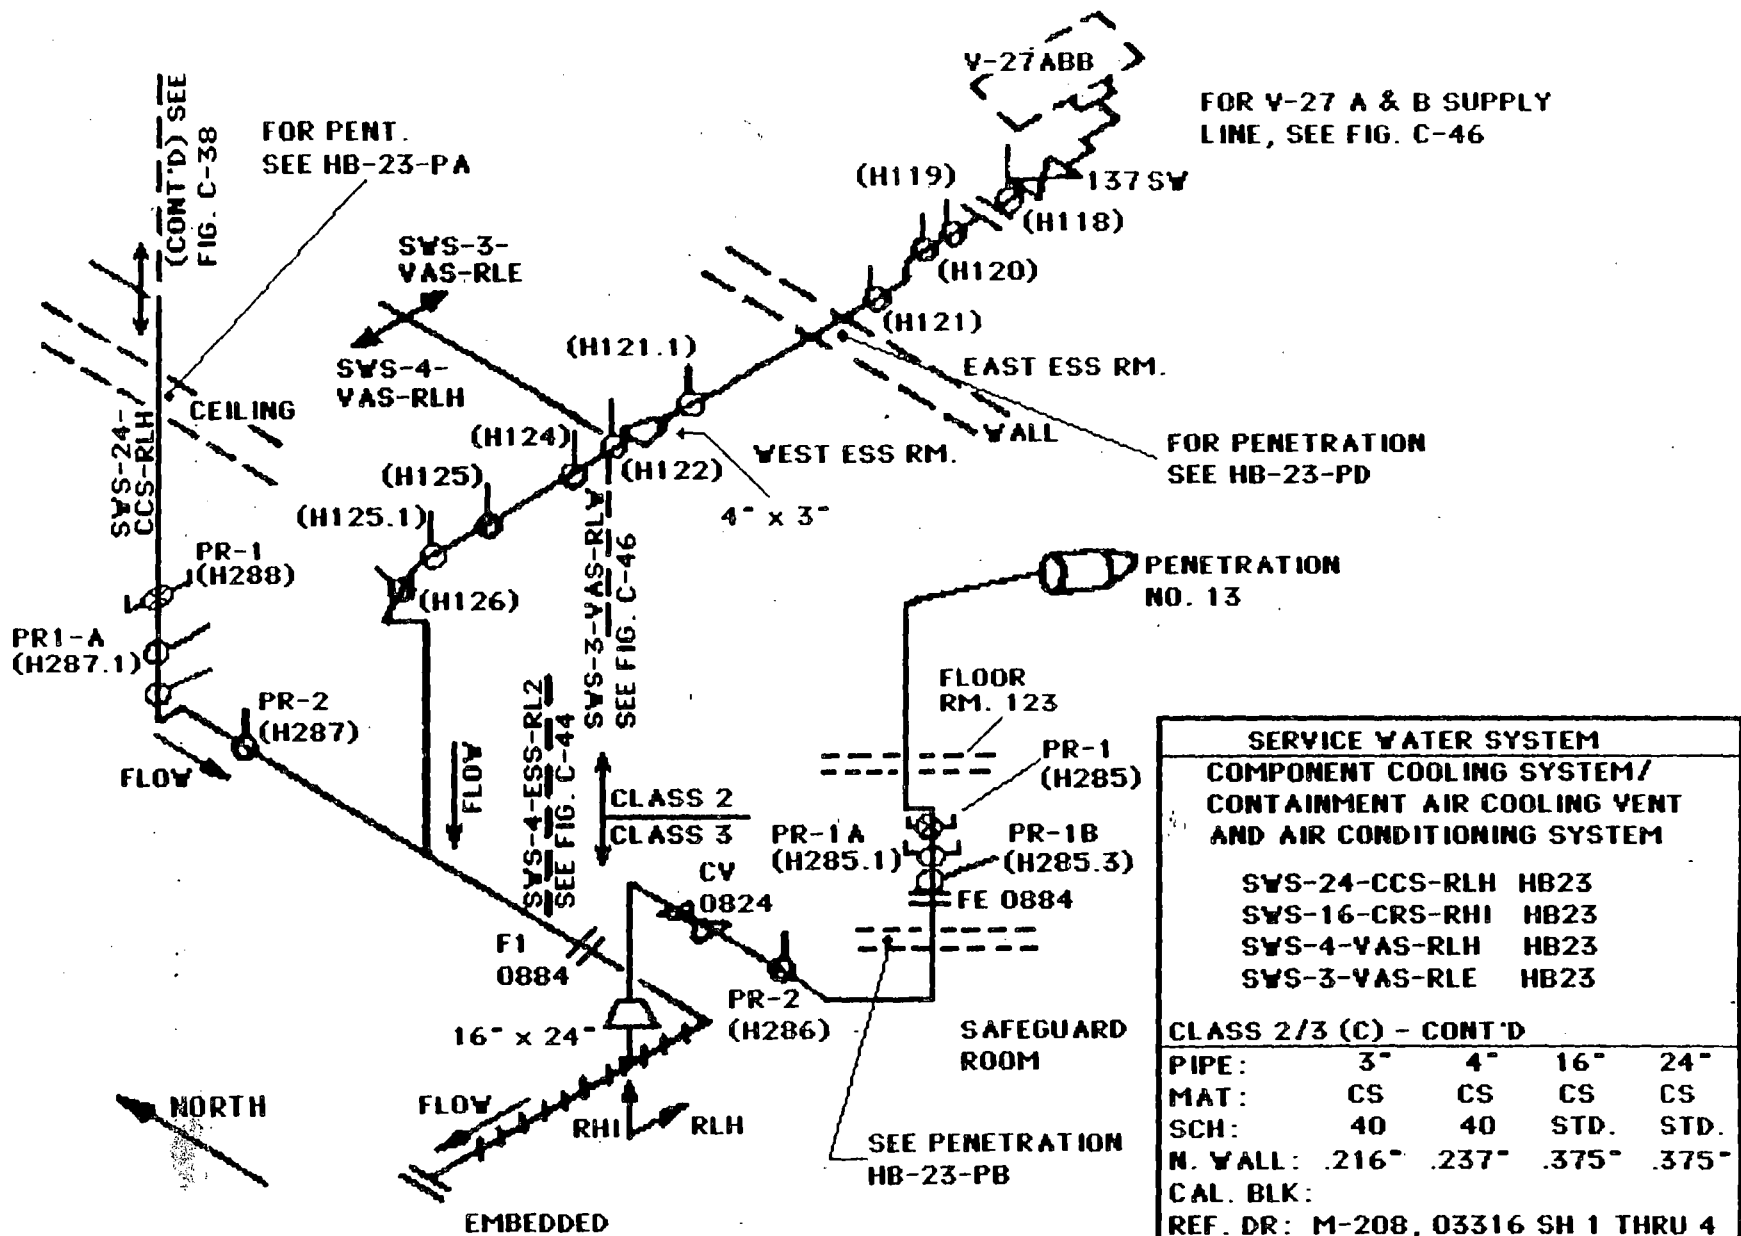 (CONT'D) SEE
FIG. C-38
FOR PENT.
SEE HB-23-PA
V-27ABB
FOR V-27 A & B SUPPLY
LINE, SEE FIG. C-46
137 SW
(H119)
(H118)
(H120)
(H121)
SWS-3-
VAS-RLE
SWS-4-
VAS-RLH
(H121.1)
EAST ESS RM.
WALL
CEILING
SWS-24-
CCS-RLH
(H124)
(H122)
WEST ESS RM.
FOR PENETRATION
SEE HB-23-PD
(H125)
(H125.1)
4" x 3"
SWS-3-VAS-RLV
SEE FIG. C-46
PR-1
(H288)
(H126)
PENETRATION
NO. 13
PR1-A
(H287.1)
PR-2
(H287)
FLOW
FLOW
SWS-4-ESS-RL2
SEE FIG. C-44
FLOOR
RM. 123
PR-1
(H285)
CLASS 2
CLASS 3
PR-1A
(H285.1)
PR-1B
(H285.3)
CV
0824
FE 0884
F1
0884
PR-2
(H286)
16" x 24"
SAFEGUARD
ROOM
NORTH
FLOW
RHI
RLH
SEE PENETRATION
HB-23-PB
EMBEDDED
SERVICE WATER SYSTEM
COMPONENT COOLING SYSTEM/
CONTAINMENT AIR COOLING VENT
AND AIR CONDITIONING SYSTEM
SWS-24-CCS-RLH HB23
SWS-16-CRS-RHI HB23
SWS-4-VAS-RLH HB23
SWS-3-VAS-RLE HB23
CLASS 2/3 (C) - CONT'D
PIPE: 3" 4" 16" 24"
MAT: CS CS CS CS
SCH: 40 40 STD. STD.
N. WALL: .216" .237" .375" .375"
CAL. BLK:
REF. DR: M-208, 03316 SH 1 THRU 4